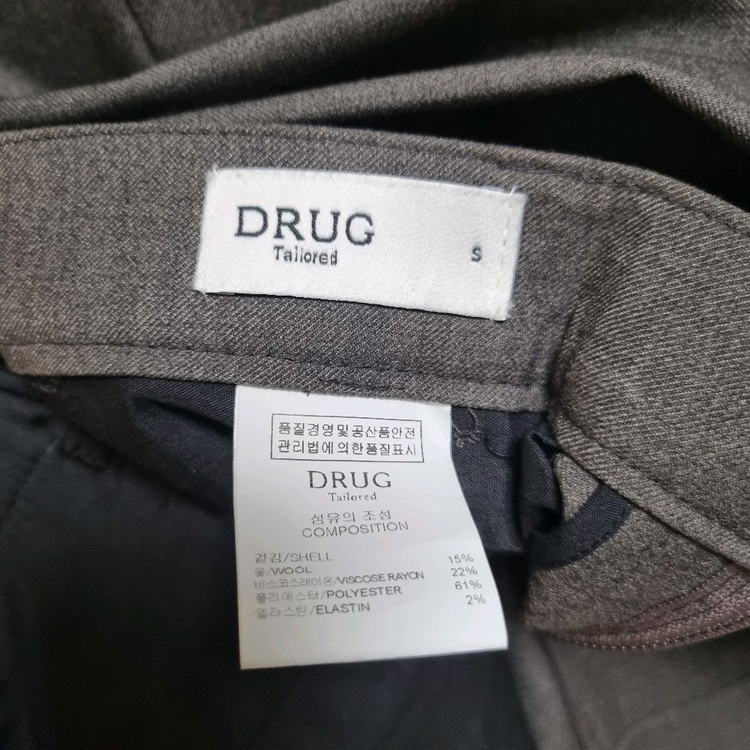 DRUG
Tailored
S
품질경영및공산품안전
관리법에의한품질표시
DRUG
Tailored
섬유의 조성
COMPOSITION
겉감/SHELL
울/WOOL 15%
비스코스레이온/VISCOSE RAYON 22%
폴리에스터/POLYESTER 61%
엘라스틴/ELASTIN 2%